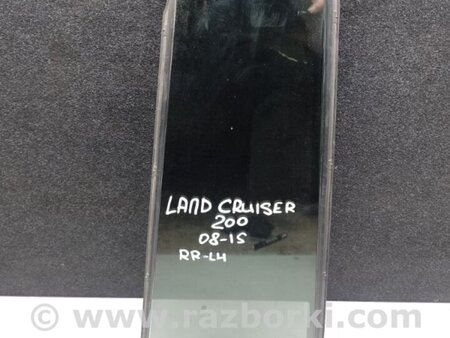 LAND CRUISER
200
08-15
RR-LH
© www.razborki.com